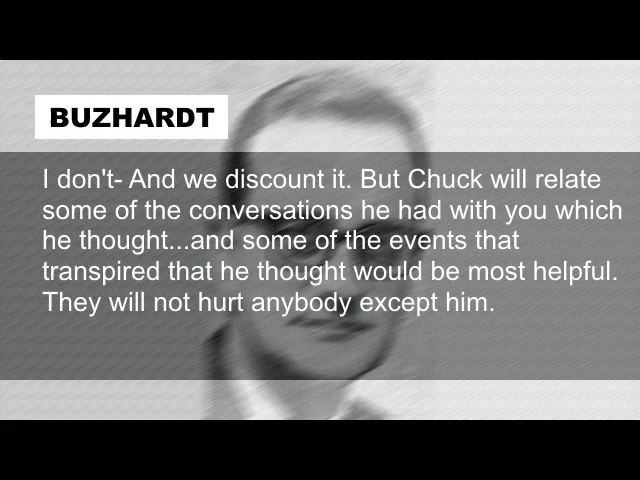 BUZHARDT
I don't- And we discount it. But Chuck will relate
some of the conversations he had with you which
he thought...and some of the events that
transpired that he thought would be most helpful.
They will not hurt anybody except him.